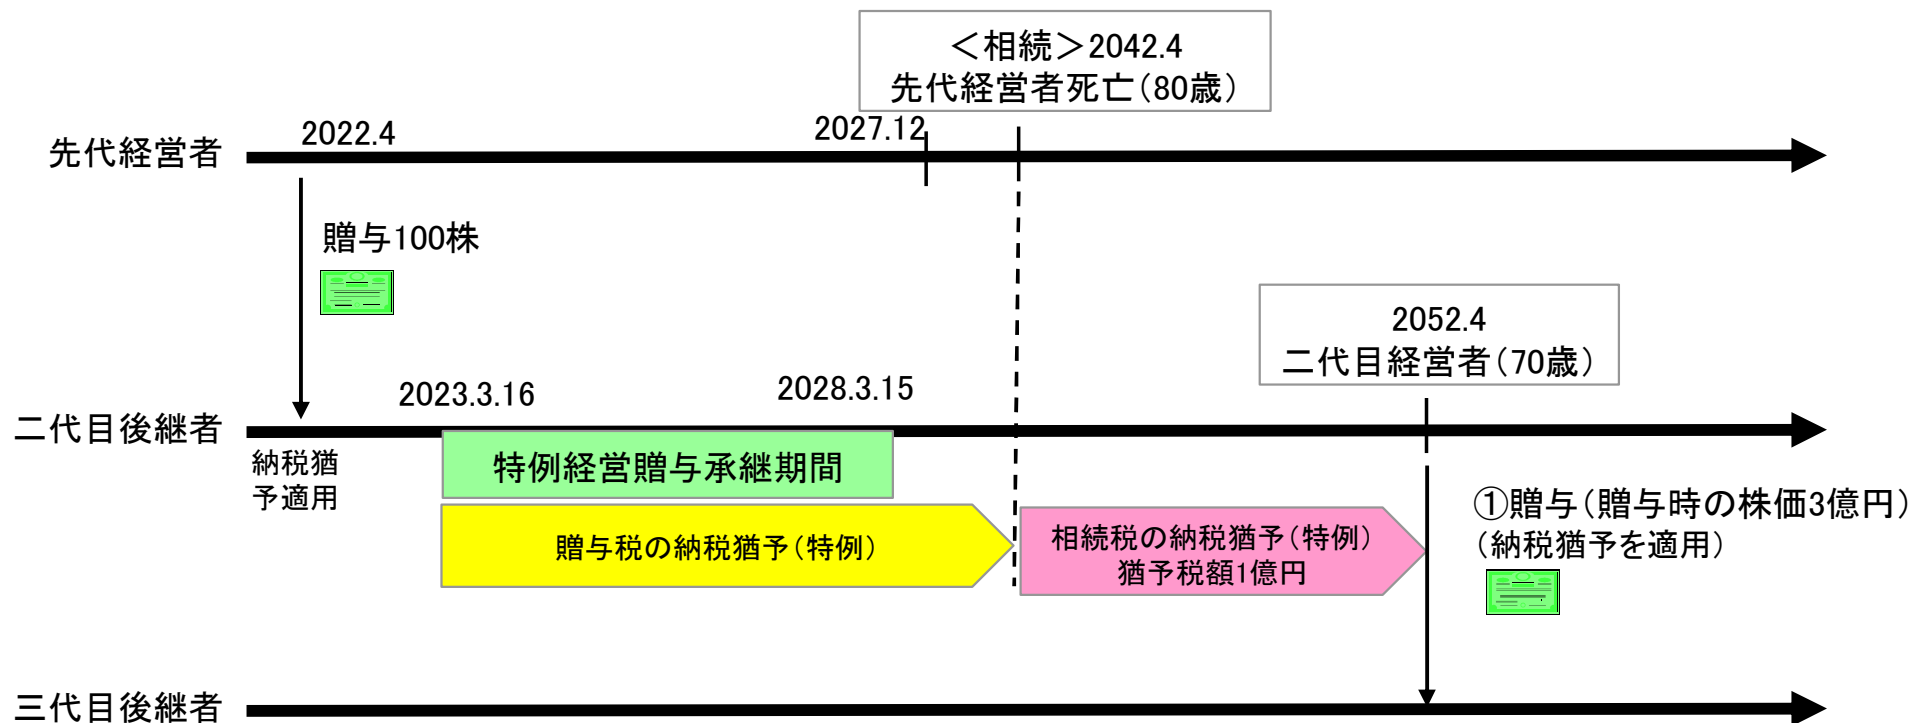 ＜相続＞2042.4
先代経営者死亡（80歳）
2022.4
2027.12
先代経営者
贈与100株
2052.4
二代目経営者（70歳）
2023.3.16
2028.3.15
二代目後継者
納税猶
予適用
特例経営贈与承継期間
贈与税の納税猶予（特例）
相続税の納税猶予（特例）
猶予税額1億円
①贈与（贈与時の株価3億円）
（納税猶予を適用）
三代目後継者